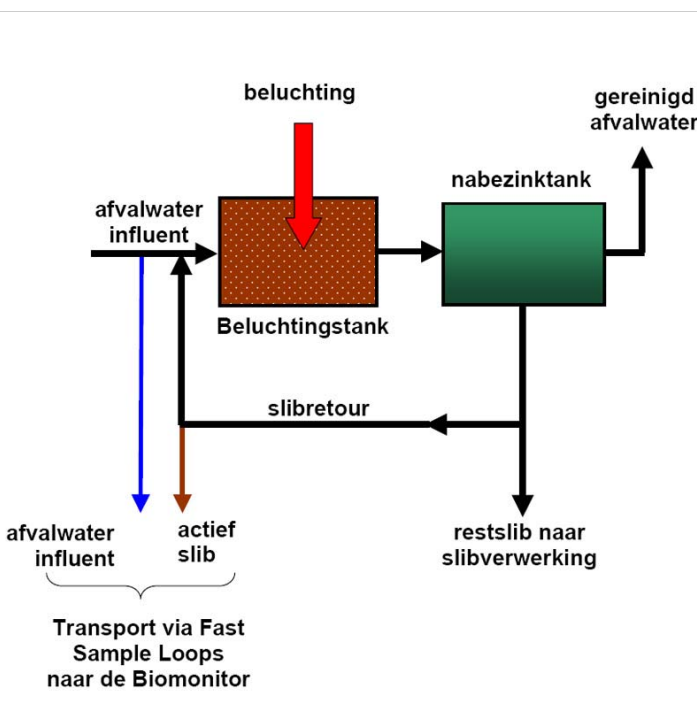 beluchting
gereinigd
afvalwater
nabezinktank
afvalwater
influent
Beluchtingstank
slibretour
afvalwater
influent
actief
slib
restslib naar
slibverwerking
Transport via Fast
Sample Loops
naar de Biomonitor